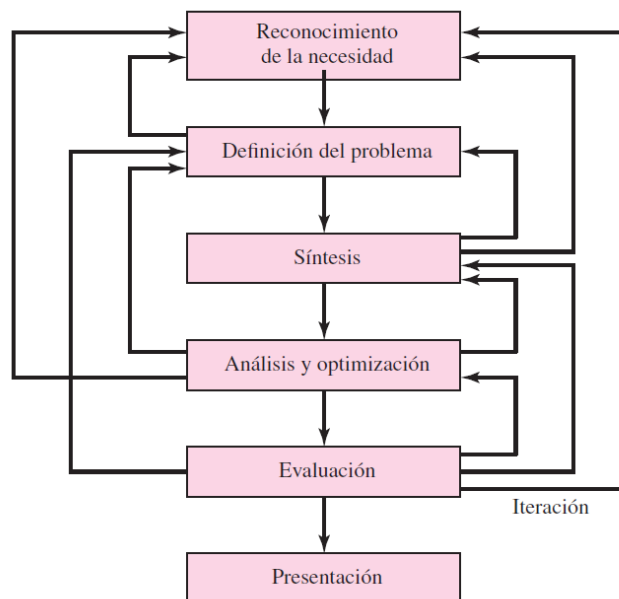 Reconocimiento
de la necesidad
Definición del problema
Síntesis
Análisis y optimización
Evaluación
Iteración
Presentación